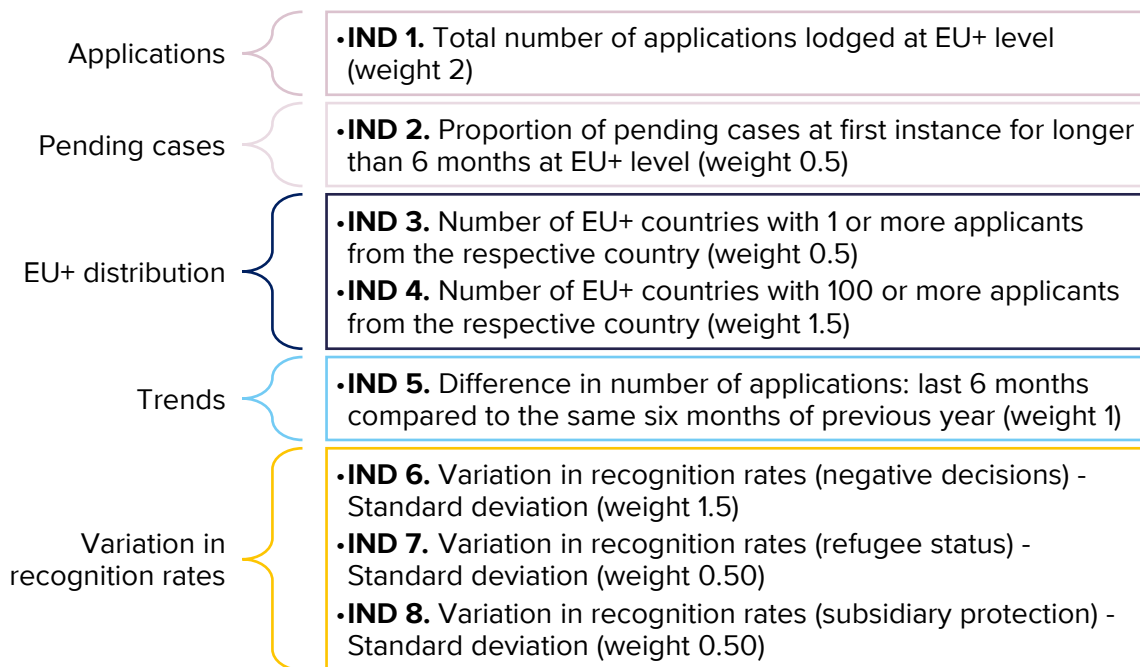 Applications
•IND 1. Total number of applications lodged at EU+ level
(weight 2)
Pending cases
•IND 2. Proportion of pending cases at first instance for longer
than 6 months at EU+ level (weight 0.5)
EU+ distribution
•IND 3. Number of EU+ countries with 1 or more applicants
from the respective country (weight 0.5)
•IND 4. Number of EU+ countries with 100 or more applicants
from the respective country (weight 1.5)
Trends
•IND 5. Difference in number of applications: last 6 months
compared to the same six months of previous year (weight 1)
Variation in
recognition rates
•IND 6. Variation in recognition rates (negative decisions) -
Standard deviation (weight 1.5)
•IND 7. Variation in recognition rates (refugee status) -
Standard deviation (weight 0.50)
•IND 8. Variation in recognition rates (subsidiary protection) -
Standard deviation (weight 0.50)